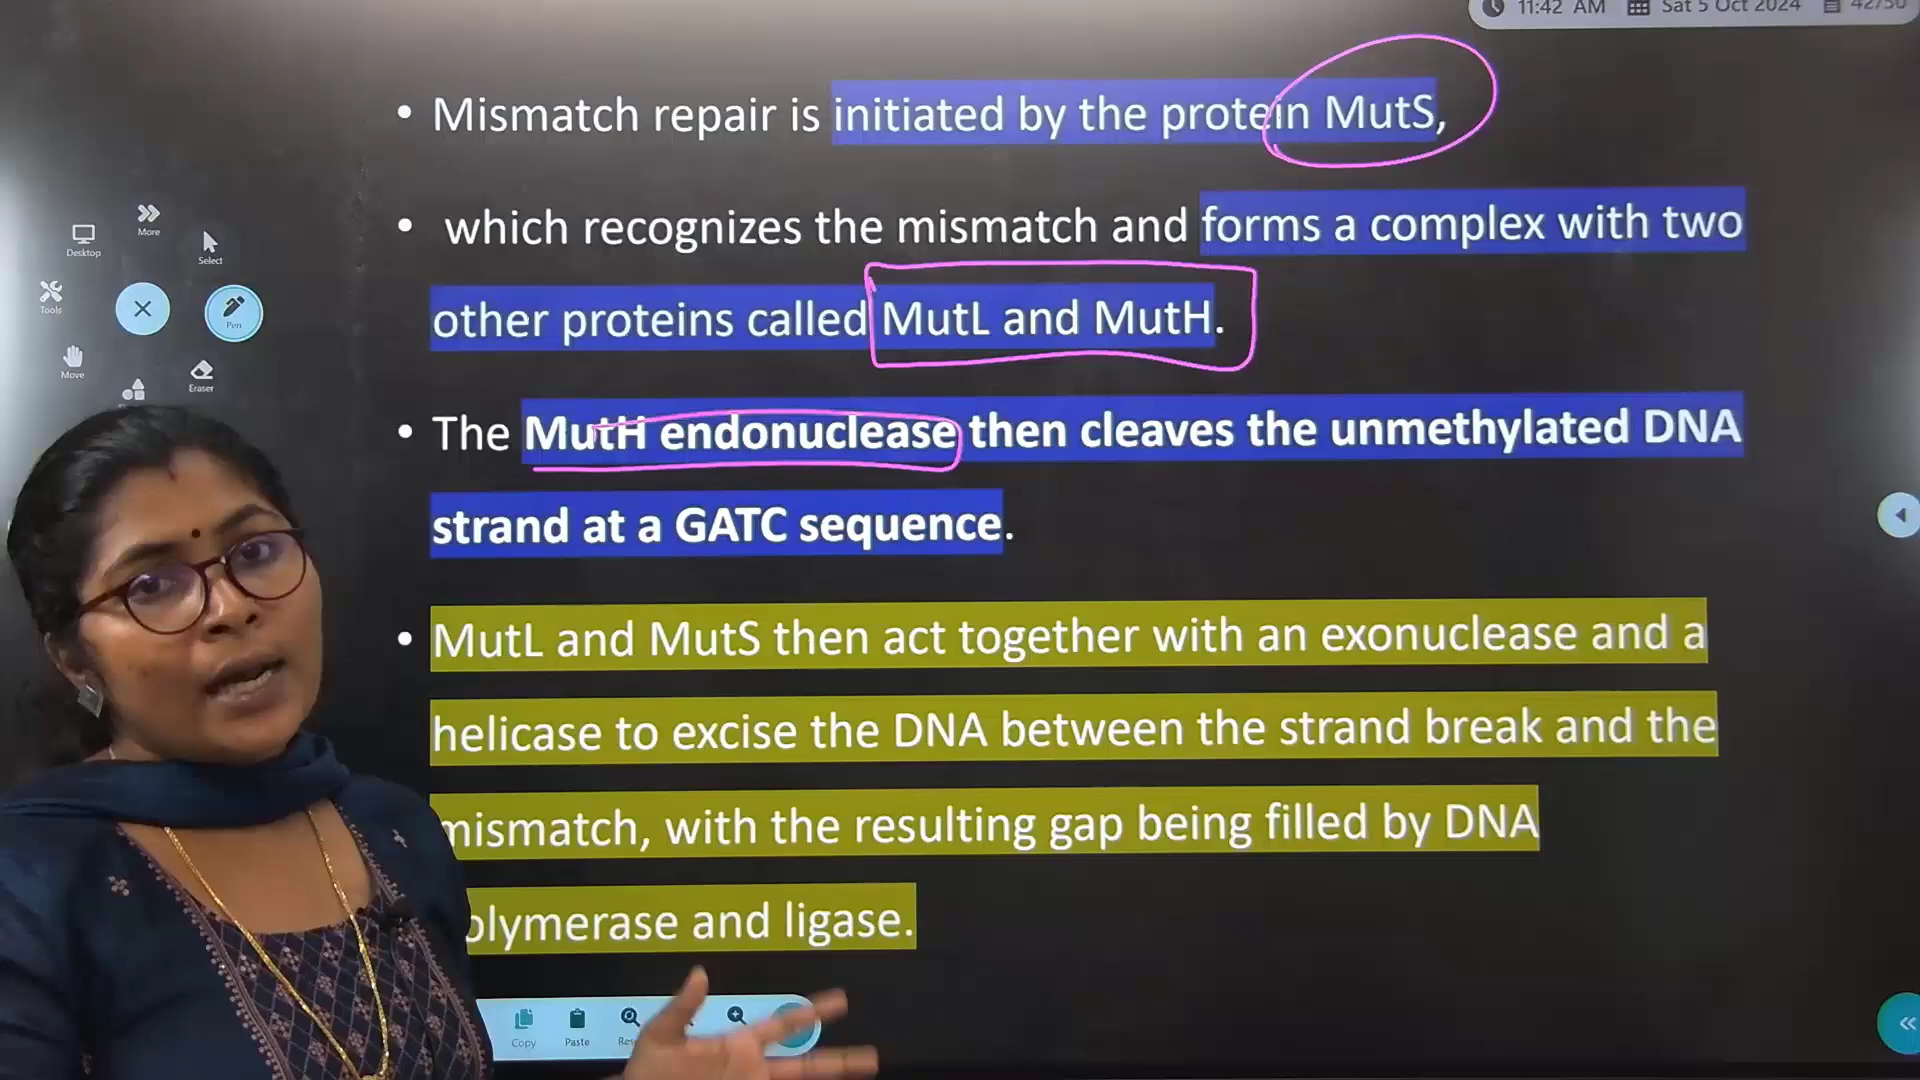 11:42 AM Sat 5 Oct 2024 42/50
• Mismatch repair is initiated by the protein MutS,
• which recognizes the mismatch and forms a complex with two
other proteins called MutL and MutH.
• The MutH endonuclease then cleaves the unmethylated DNA
strand at a GATC sequence.
• MutL and MutS then act together with an exonuclease and a
helicase to excise the DNA between the strand break and the
mismatch, with the resulting gap being filled by DNA
olymerase and ligase.
More
Desktop
Select
Tools
Pen
Move
Eraser
Copy Paste